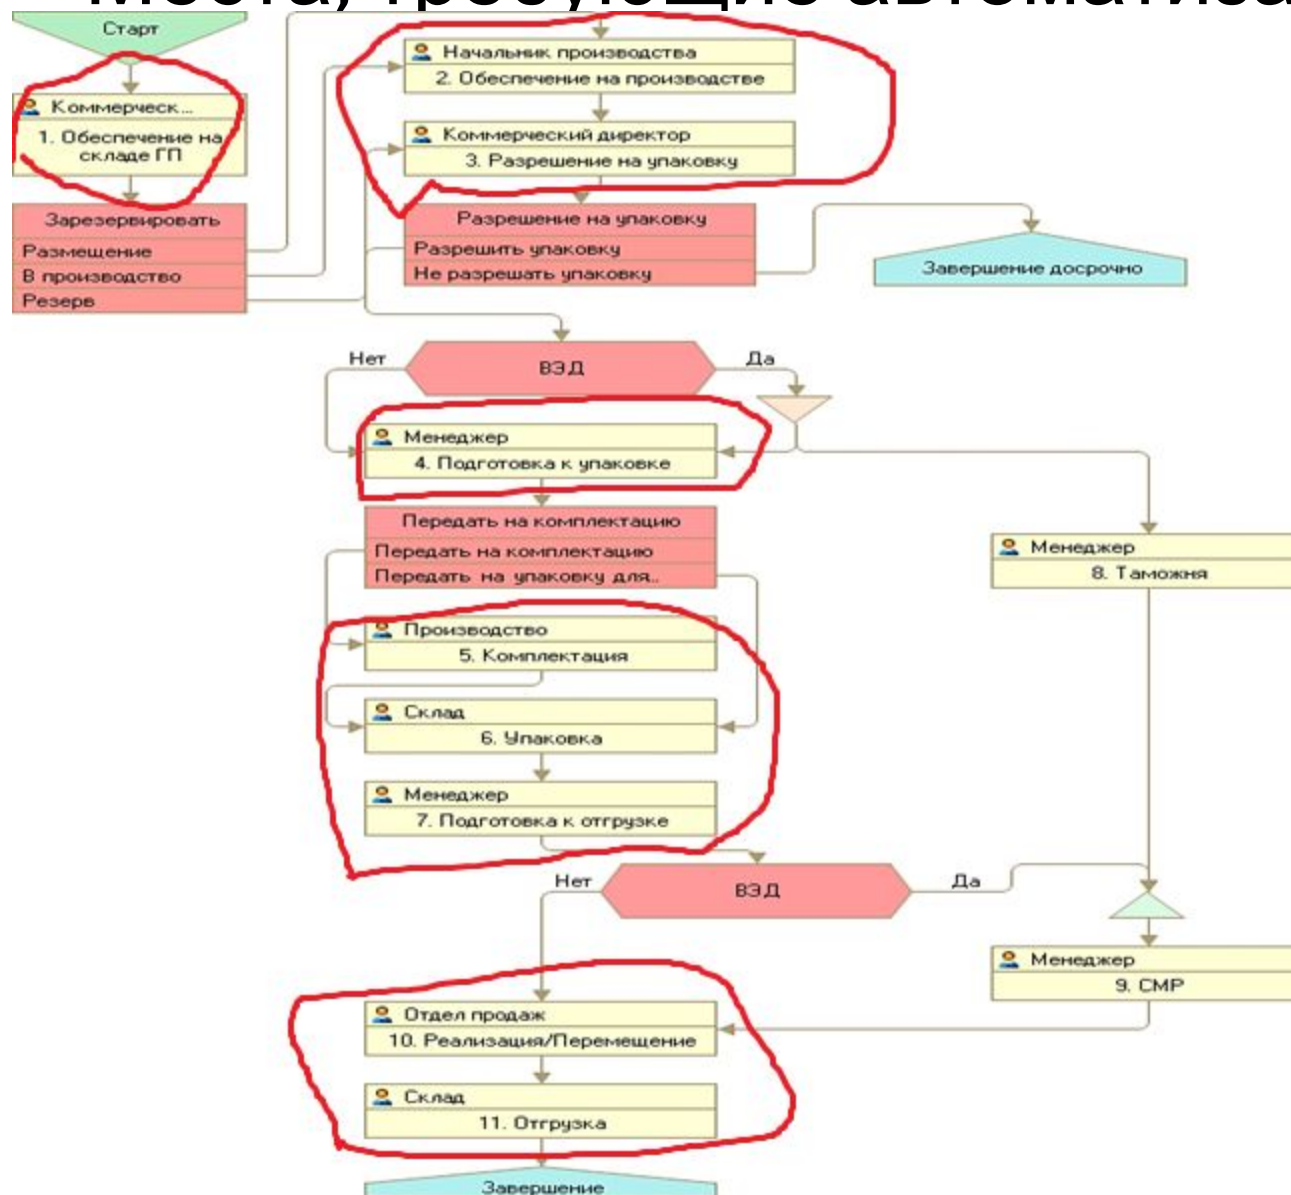 Места, требующие автоматиза
Старт
Коммерческ...
1. Обеспечение на
складе ГП
Зарезервировать
Размещение
В производство
Резерв
Начальник производства
2. Обеспечение на производстве
Коммерческий директор
3. Разрешение на упаковку
Разрешение на упаковку
Разрешить упаковку
Не разрешать упаковку
Завершение досрочно
Нет
ВЭД
Да
Менеджер
4. Подготовка к упаковке
Передать на комплектацию
Передать на комплектацию
Передать на упаковку для..
Менеджер
8. Таможня
Производство
5. Комплектация
Склад
6. Упаковка
Менеджер
7. Подготовка к отгрузке
Нет
ВЭД
Да
Менеджер
9. СМР
Отдел продаж
10. Реализация/Перемещение
Склад
11. Отгрузка
Завершение